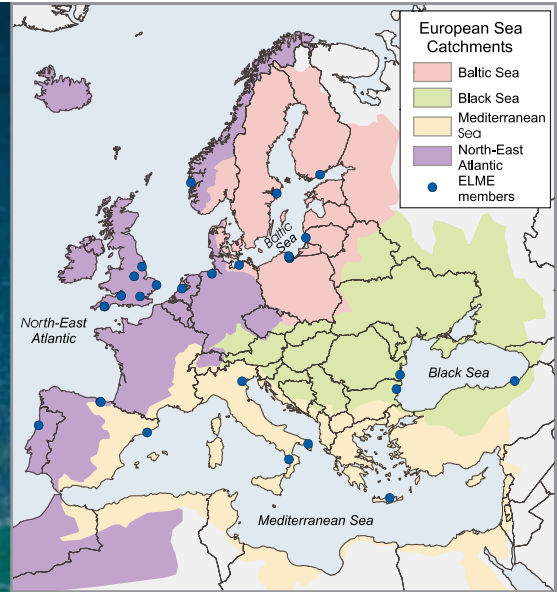 European Sea
Catchments
Baltic Sea
Black Sea
Mediterranean
Sea
North-East
Atlantic
ELME
members
Baltic
Sea
North-East
Atlantic
Black Sea
Mediterranean Sea